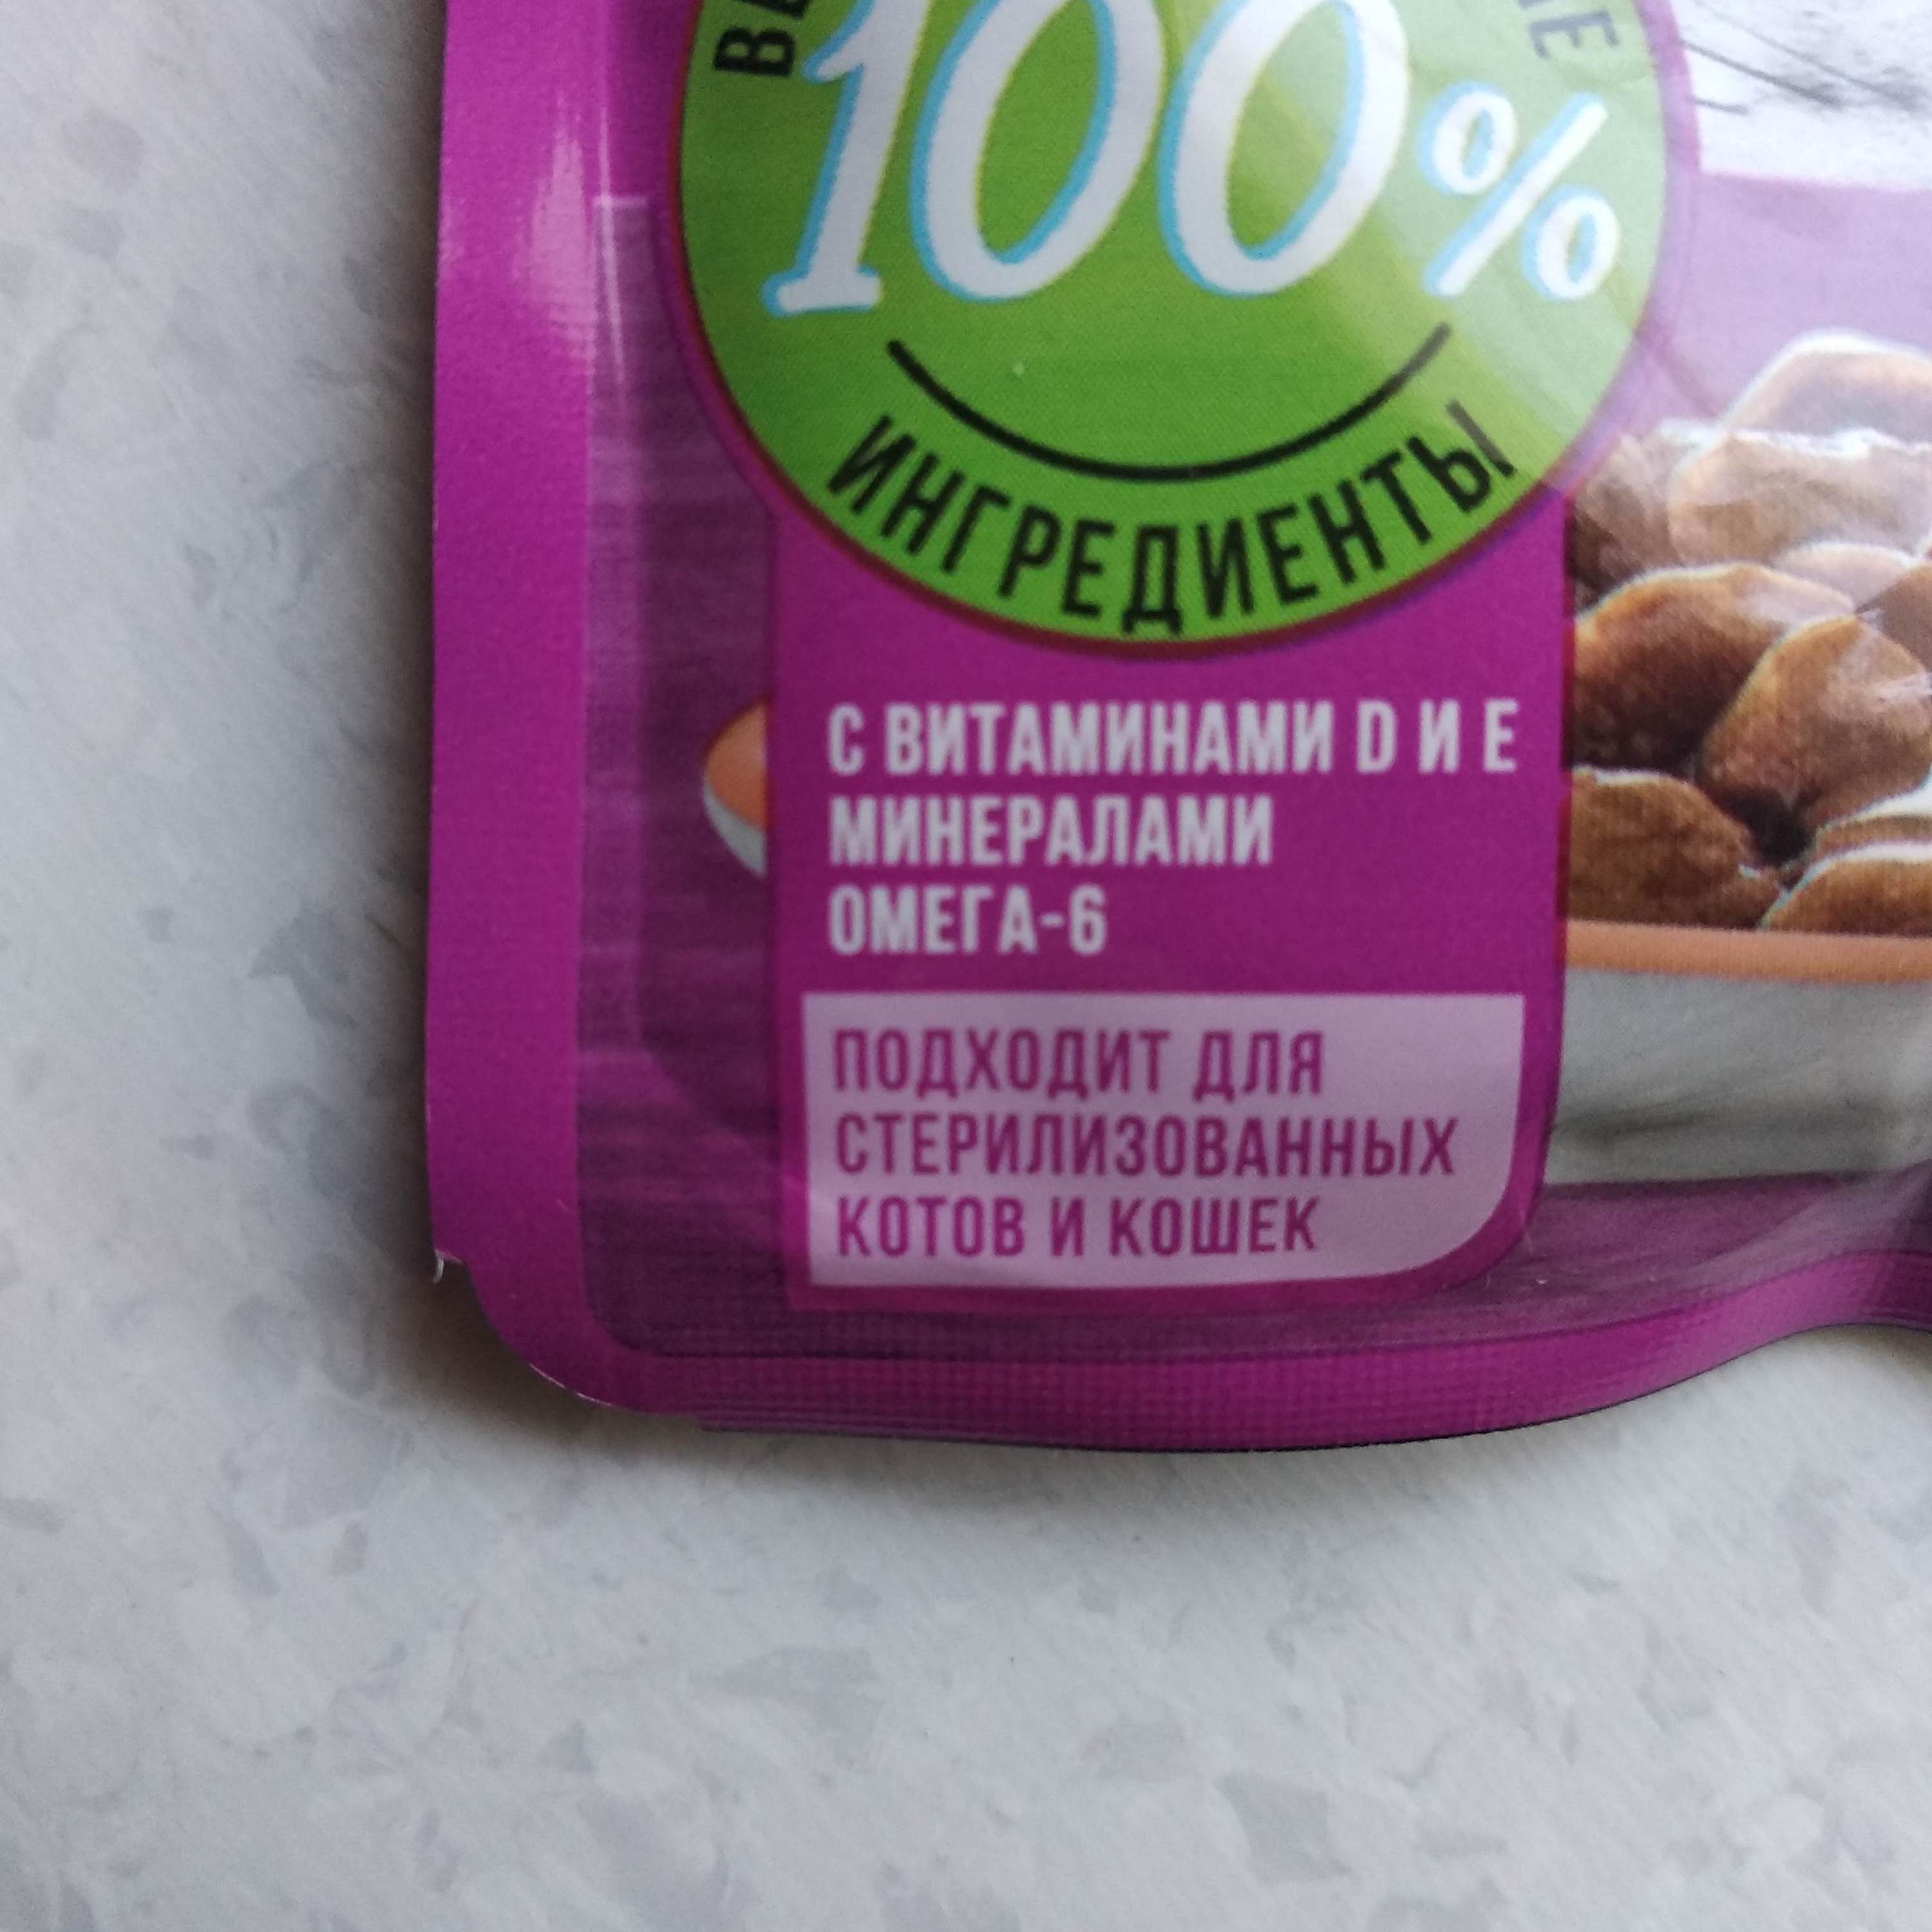 100%
ИНГРЕДИЕНТЫ
С ВИТАМИНАМИ D И E
МИНЕРАЛАМИ
ОМЕГА-6
ПОДХОДИТ ДЛЯ
СТЕРИЛИЗОВАННЫХ
КОТОВ И КОШЕК